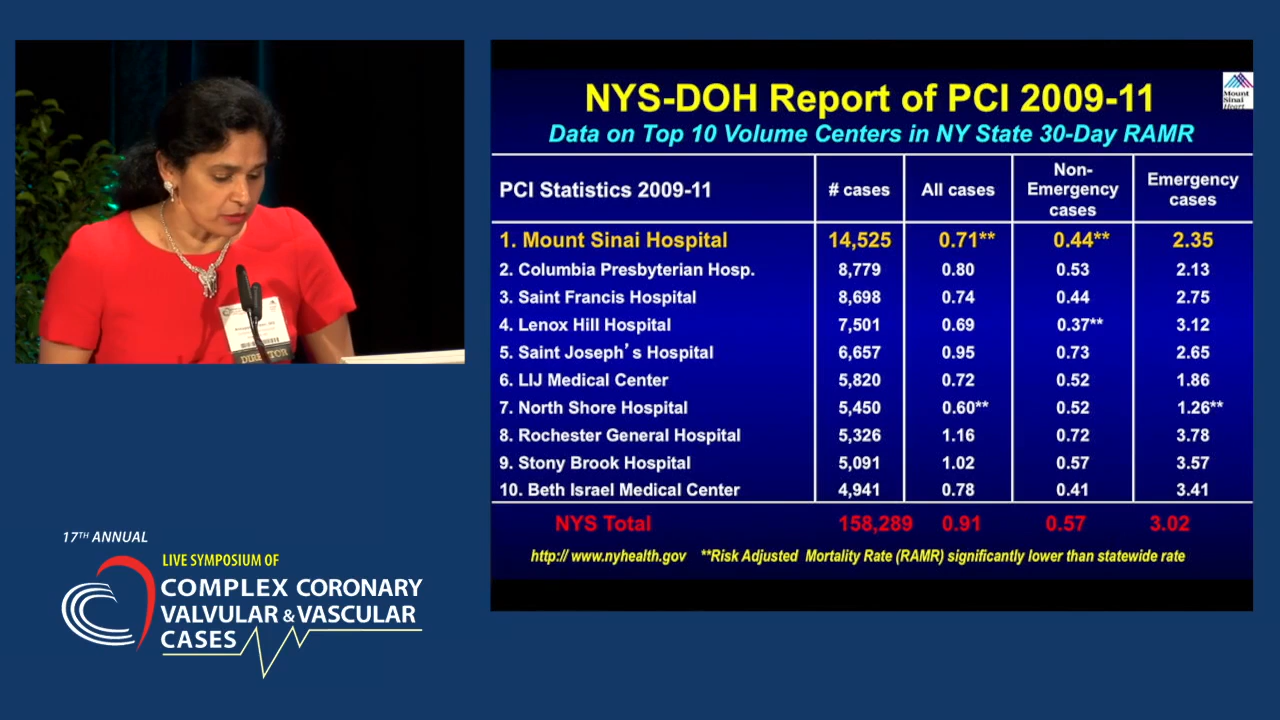 NYS-DOH Report of PCI 2009-11
Mount
Sinai
Heart
Data on Top 10 Volume Centers in NY State 30-Day RAMR
PCI Statistics 2009-11 # cases All cases Non-Emergency cases Emergency cases
1. Mount Sinai Hospital 14,525 0.71** 0.44** 2.35
2. Columbia Presbyterian Hosp. 8,779 0.80 0.53 2.13
3. Saint Francis Hospital 8,698 0.74 0.44 2.75
4. Lenox Hill Hospital 7,501 0.69 0.37** 3.12
5. Saint Joseph's Hospital 6,657 0.95 0.73 2.65
6. LIJ Medical Center 5,820 0.72 0.52 1.86
7. North Shore Hospital 5,450 0.60** 0.52 1.26**
8. Rochester General Hospital 5,326 1.16 0.72 3.78
9. Stony Brook Hospital 5,091 1.02 0.57 3.57
10. Beth Israel Medical Center 4,941 0.78 0.41 3.41
NYS Total 158,289 0.91 0.57 3.02
http:// www.nyhealth.gov **Risk Adjusted Mortality Rate (RAMR) significantly lower than statewide rate
DIRECTOR
17TH ANNUAL
LIVE SYMPOSIUM OF
COMPLEX CORONARY
VALVULAR & VASCULAR
CASES